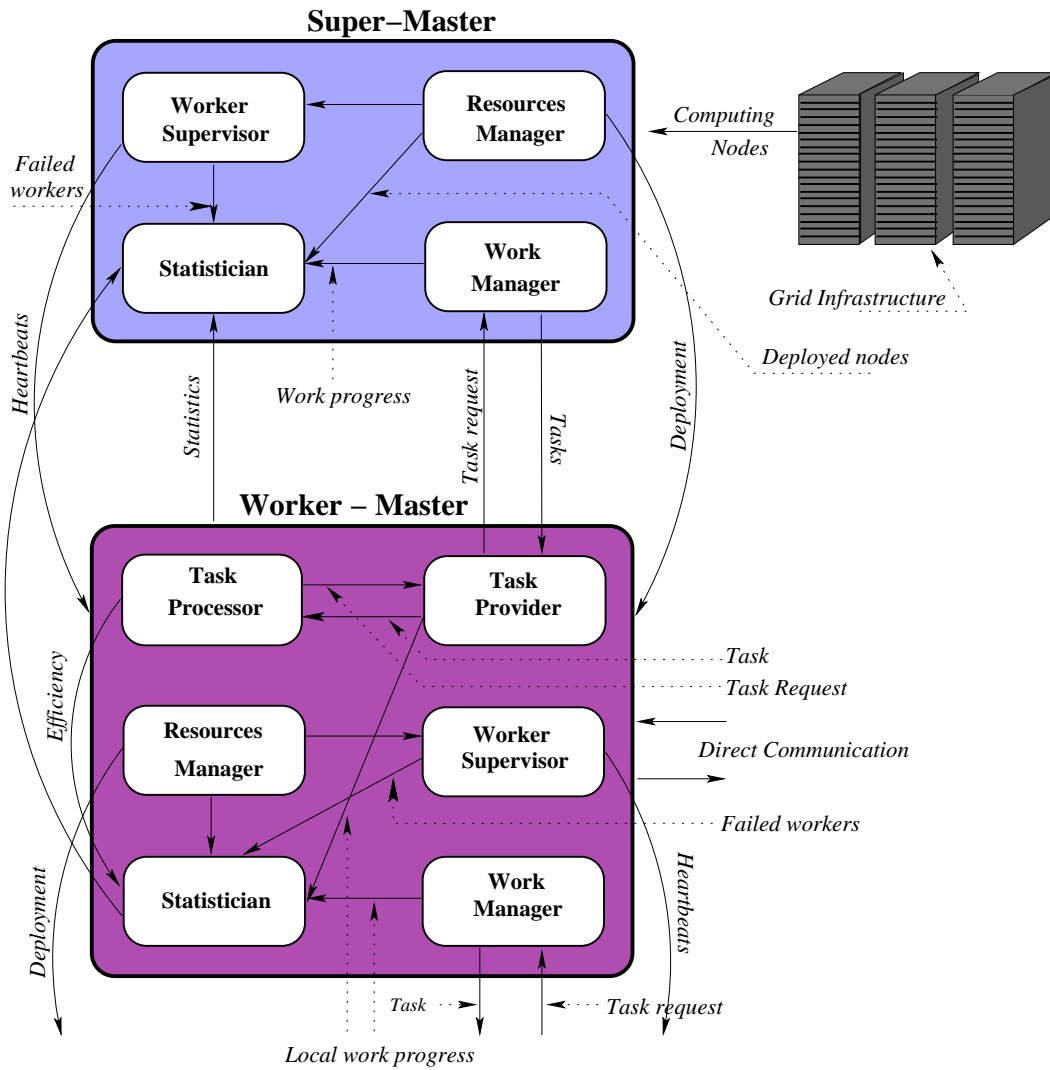 Super–Master
Worker
Supervisor
Resources
Manager
Computing
Nodes
Failed
workers
Statistician
Work
Manager
Grid Infrastructure
Deployed nodes
Heartbeats
Work progress
Statistics
Task request
Tasks
Deployment
Worker – Master
Task
Processor
Task
Provider
Task
Task Request
Efficiency
Resources
Manager
Worker
Supervisor
Direct Communication
Failed workers
Statistician
Work
Manager
Deployment
Heartbeats
Task
Task request
Local work progress